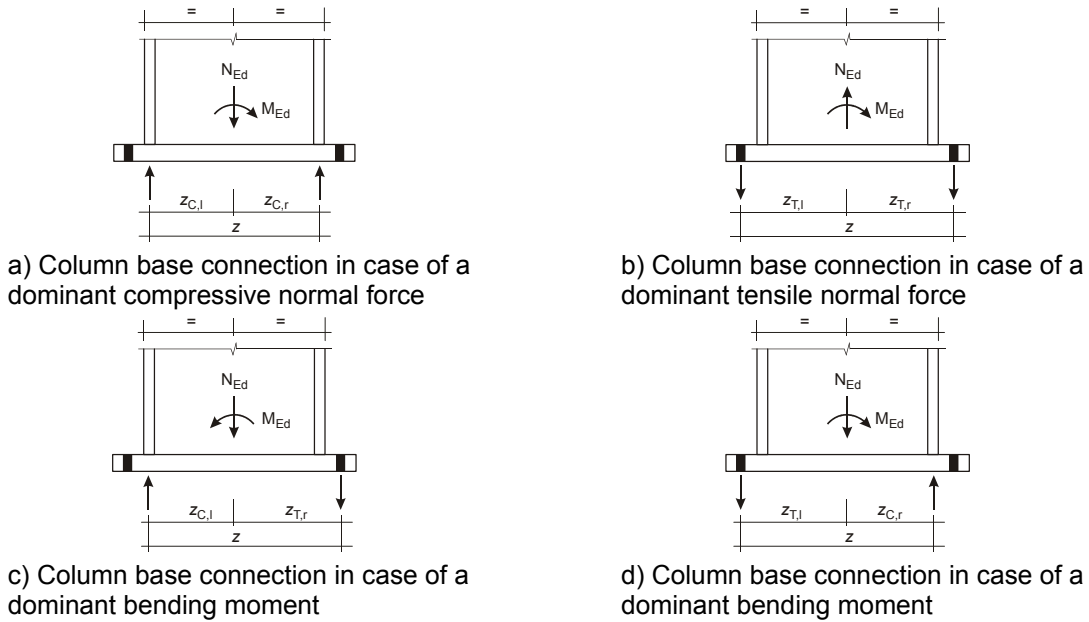 = =
N_Ed
M_Ed
z_C,l z_C,r
z
a) Column base connection in case of a
dominant compressive normal force
= =
N_Ed
M_Ed
z_T,l z_T,r
z
b) Column base connection in case of a
dominant tensile normal force
= =
N_Ed
M_Ed
z_C,l z_T,r
z
c) Column base connection in case of a
dominant bending moment
= =
N_Ed
M_Ed
z_T,l z_C,r
z
d) Column base connection in case of a
dominant bending moment